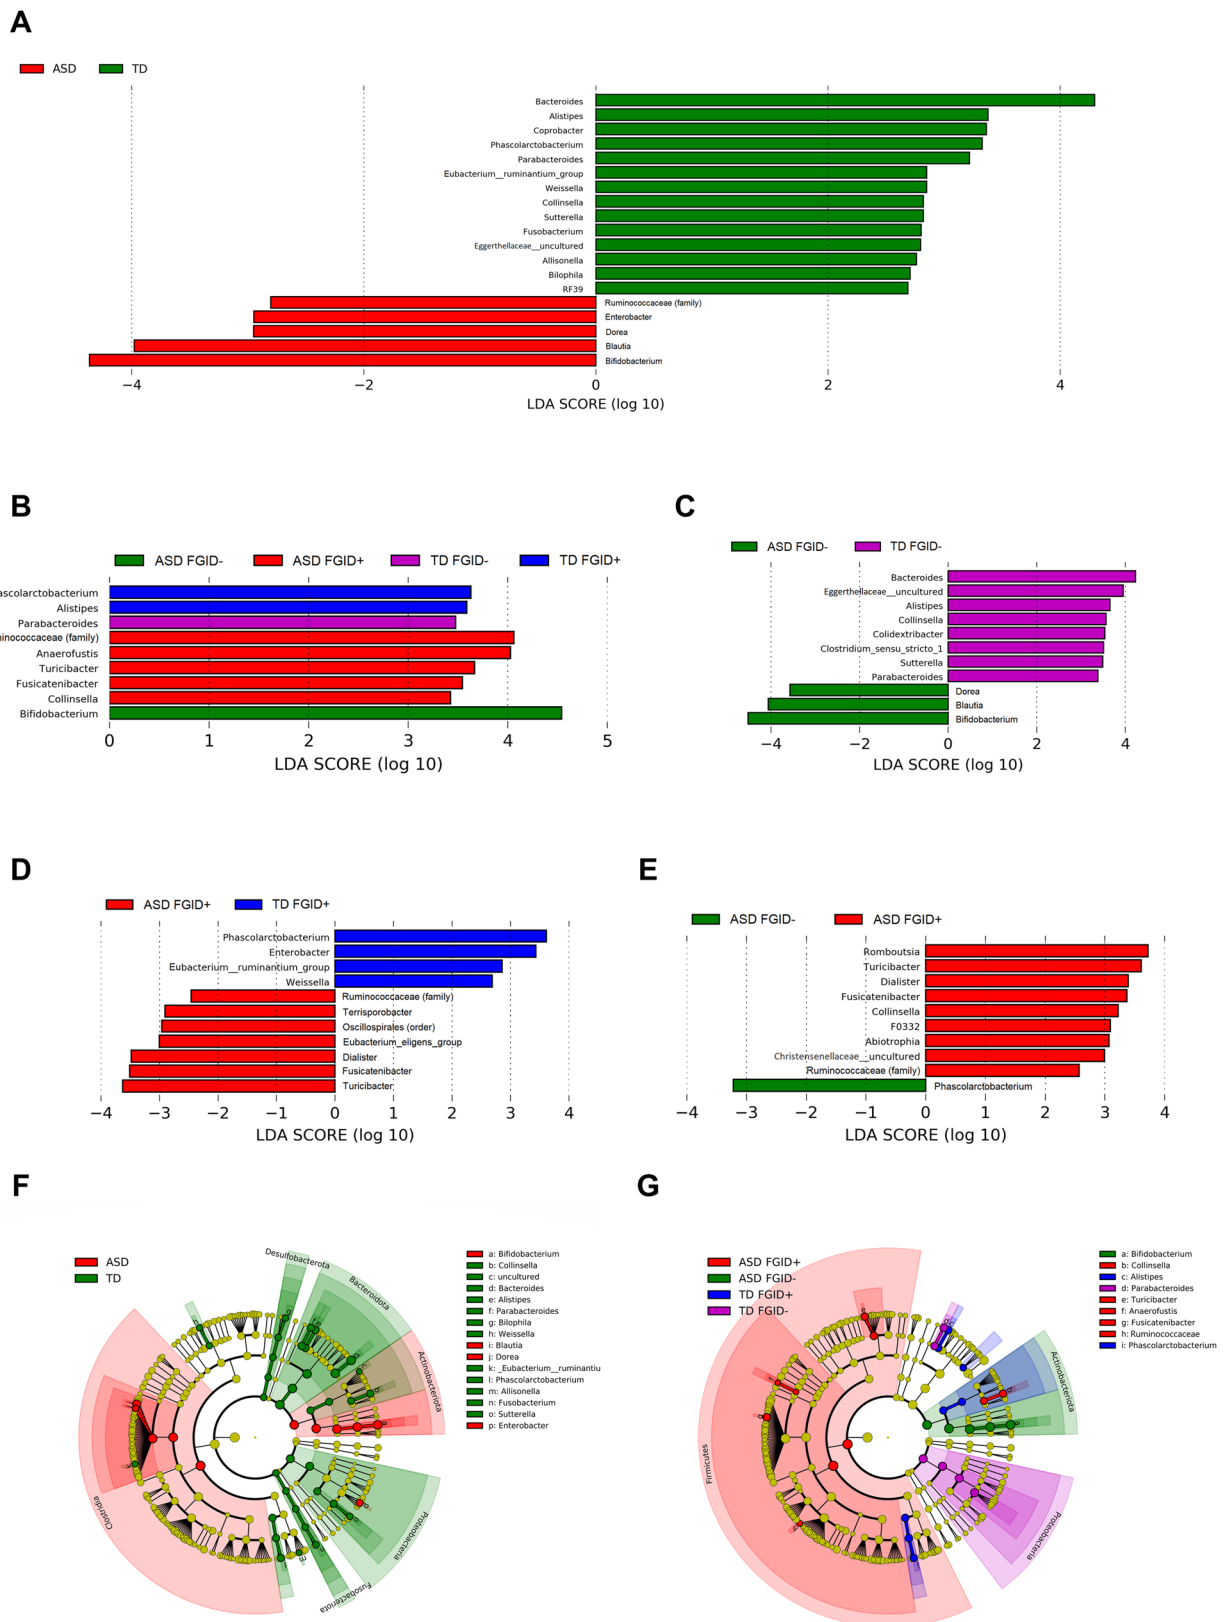 A
ASD TD
Bacteroides
Alistipes
Coprobacter
Phascolarctobacterium
Parabacteroides
Eubacterium__ruminantium_group
Weissella
Collinsella
Sutterella
Fusobacterium
Eggerthellaceae__uncultured
Allisonella
Bilophila
RF39
Ruminococcaceae (family)
Enterobacter
Dorea
Blautia
Bifidobacterium
−4 −2 0 2 4
LDA SCORE (log 10)
B
ASD FGID- ASD FGID+ TD FGID- TD FGID+
ascolarctobacterium
Alistipes
Parabacteroides
inococcaceae (family)
Anaerofustis
Turicibacter
Fusicatenibacter
Collinsella
Bifidobacterium
0 1 2 3 4 5
LDA SCORE (log 10)
C
ASD FGID- TD FGID-
Bacteroides
Eggerthellaceae__uncultured
Alistipes
Collinsella
Colidextribacter
Clostridium_sensu_stricto_1
Sutterella
Parabacteroides
Dorea
Blautia
Bifidobacterium
−4 −2 0 2 4
LDA SCORE (log 10)
D
ASD FGID+ TD FGID+
Phascolarctobacterium
Enterobacter
Eubacterium__ruminantium_group
Weissella
Ruminococcaceae (family)
Terrisporobacter
Oscillospirales (order)
Eubacterium_eligens_group
Dialister
Fusicatenibacter
Turicibacter
−4 −3 −2 −1 0 1 2 3 4
LDA SCORE (log 10)
E
ASD FGID- ASD FGID+
Romboutsia
Turicibacter
Dialister
Fusicatenibacter
Collinsella
F0332
Abiotrophia
Christensenellaceae__uncultured
Ruminococcaceae (family)
Phascolarctobacterium
−4 −3 −2 −1 0 1 2 3 4
LDA SCORE (log 10)
F
ASD
TD
Desulfobacterota
Bacteroidota
Actinobacteriota
Proteobacteria
Fusobacteriota
Clostridia
a: Bifidobacterium
b: Collinsella
c: uncultured
d: Bacteroides
e: Alistipes
f: Parabacteroides
g: Bilophila
h: Weissella
i: Blautia
j: Dorea
k: _Eubacterium__ruminantiu
l: Phascolarctobacterium
m: Allisonella
n: Fusobacterium
o: Sutterella
p: Enterobacter
G
ASD FGID+
ASD FGID-
TD FGID+
TD FGID-
Actinobacteriota
Proteobacteria
Firmicutes
a: Bifidobacterium
b: Collinsella
c: Alistipes
d: Parabacteroides
e: Turicibacter
f: Anaerofustis
g: Fusicatenibacter
h: Ruminococcaceae
i: Phascolarctobacterium